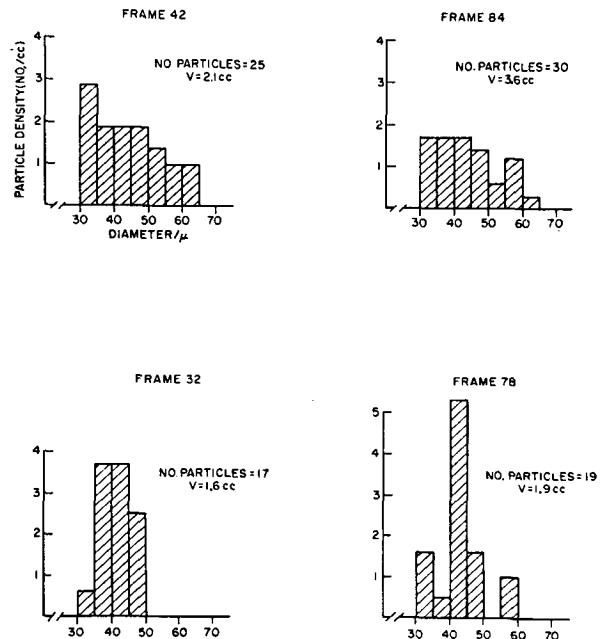 FRAME 42
PARTICLE DENSITY (NO./cc)
4
3
2
1
NO. PARTICLES=25
V=2.1cc
30 40 50 60 70
DIAMETER/μ
FRAME 84
4
3
2
1
NO. PARTICLES=30
V=3.6cc
30 40 50 60 70
FRAME 32
4
3
2
1
NO. PARTICLES=17
V=1.6cc
30 40 50 60 70
FRAME 78
5
4
3
2
1
NO. PARTICLES=19
V=1.9cc
30 40 50 60 70